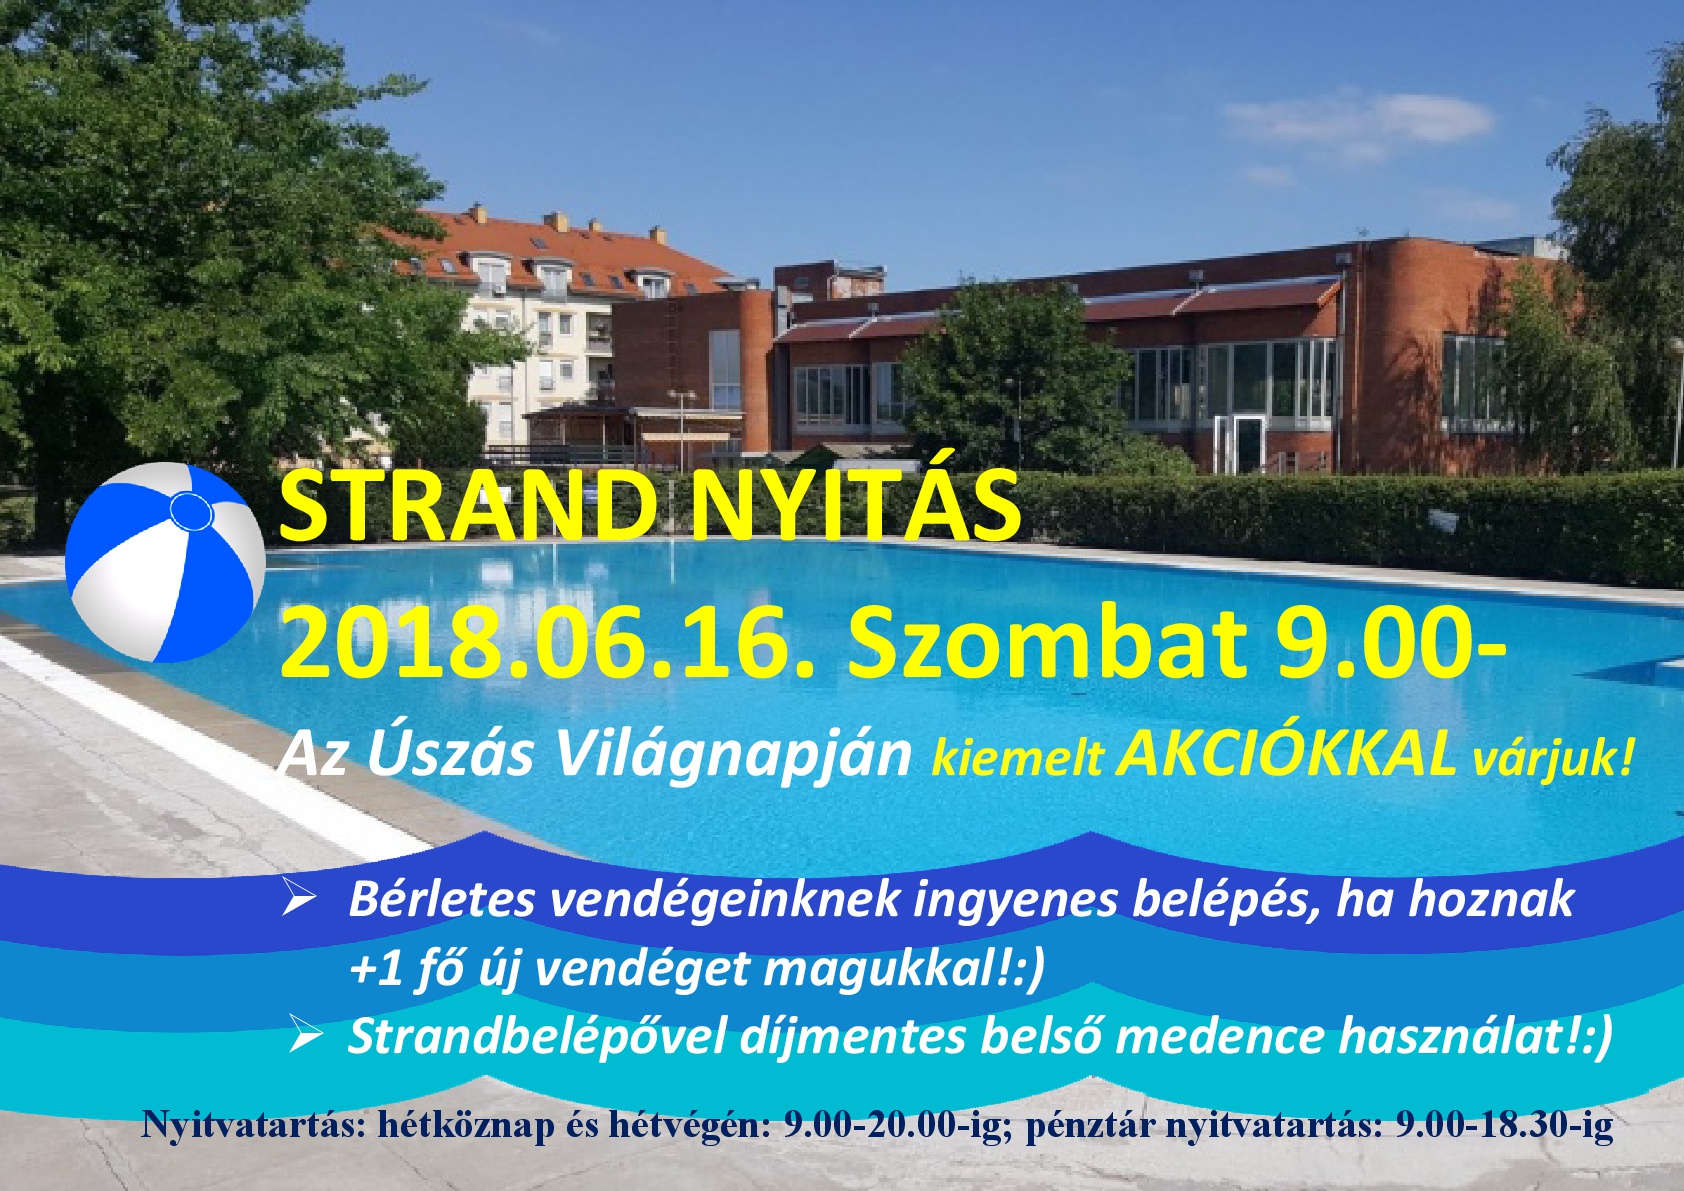 STRAND NYITÁS
2018.06.16. Szombat 9.00-
Az Úszás Világnapján kiemelt AKCIÓKKAL várjuk!
Bérletes vendégeinknek ingyenes belépés, ha hoznak
+1 fő új vendéget magukkal!:)
Strandbelépővel díjmentes belső medence használat!:)
Nyitvatartás: hétköznap és hétvégén: 9.00-20.00-ig; pénztár nyitvatartás: 9.00-18.30-ig